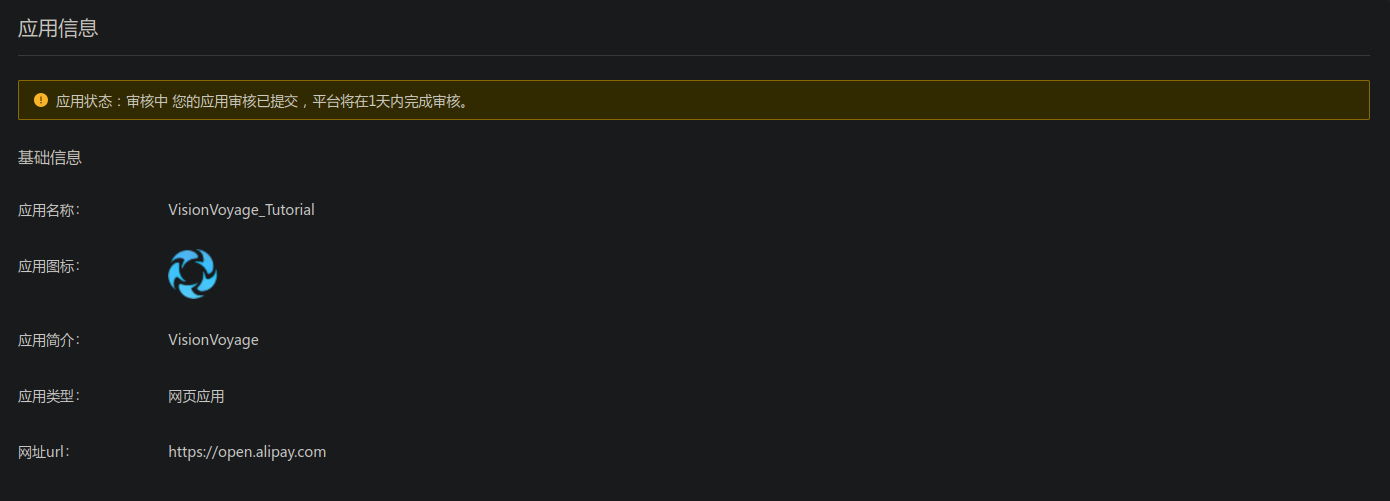 应用信息
应用状态：审核中 您的应用审核已提交，平台将在1天内完成审核。
基础信息
应用名称： VisionVoyage_Tutorial
应用图标：
应用简介： VisionVoyage
应用类型： 网页应用
网址url： https://open.alipay.com